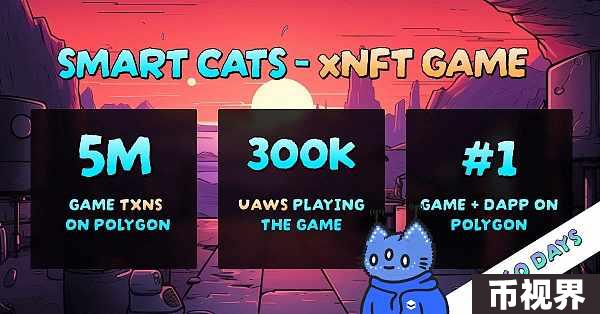 SMART CATS - xNFT GAME
5M
GAME TXNS
ON POLYGON
300K
UAWS PLAYING
THE GAME
#1
GAME + DAPP ON
POLYGON
DAYS
币视界